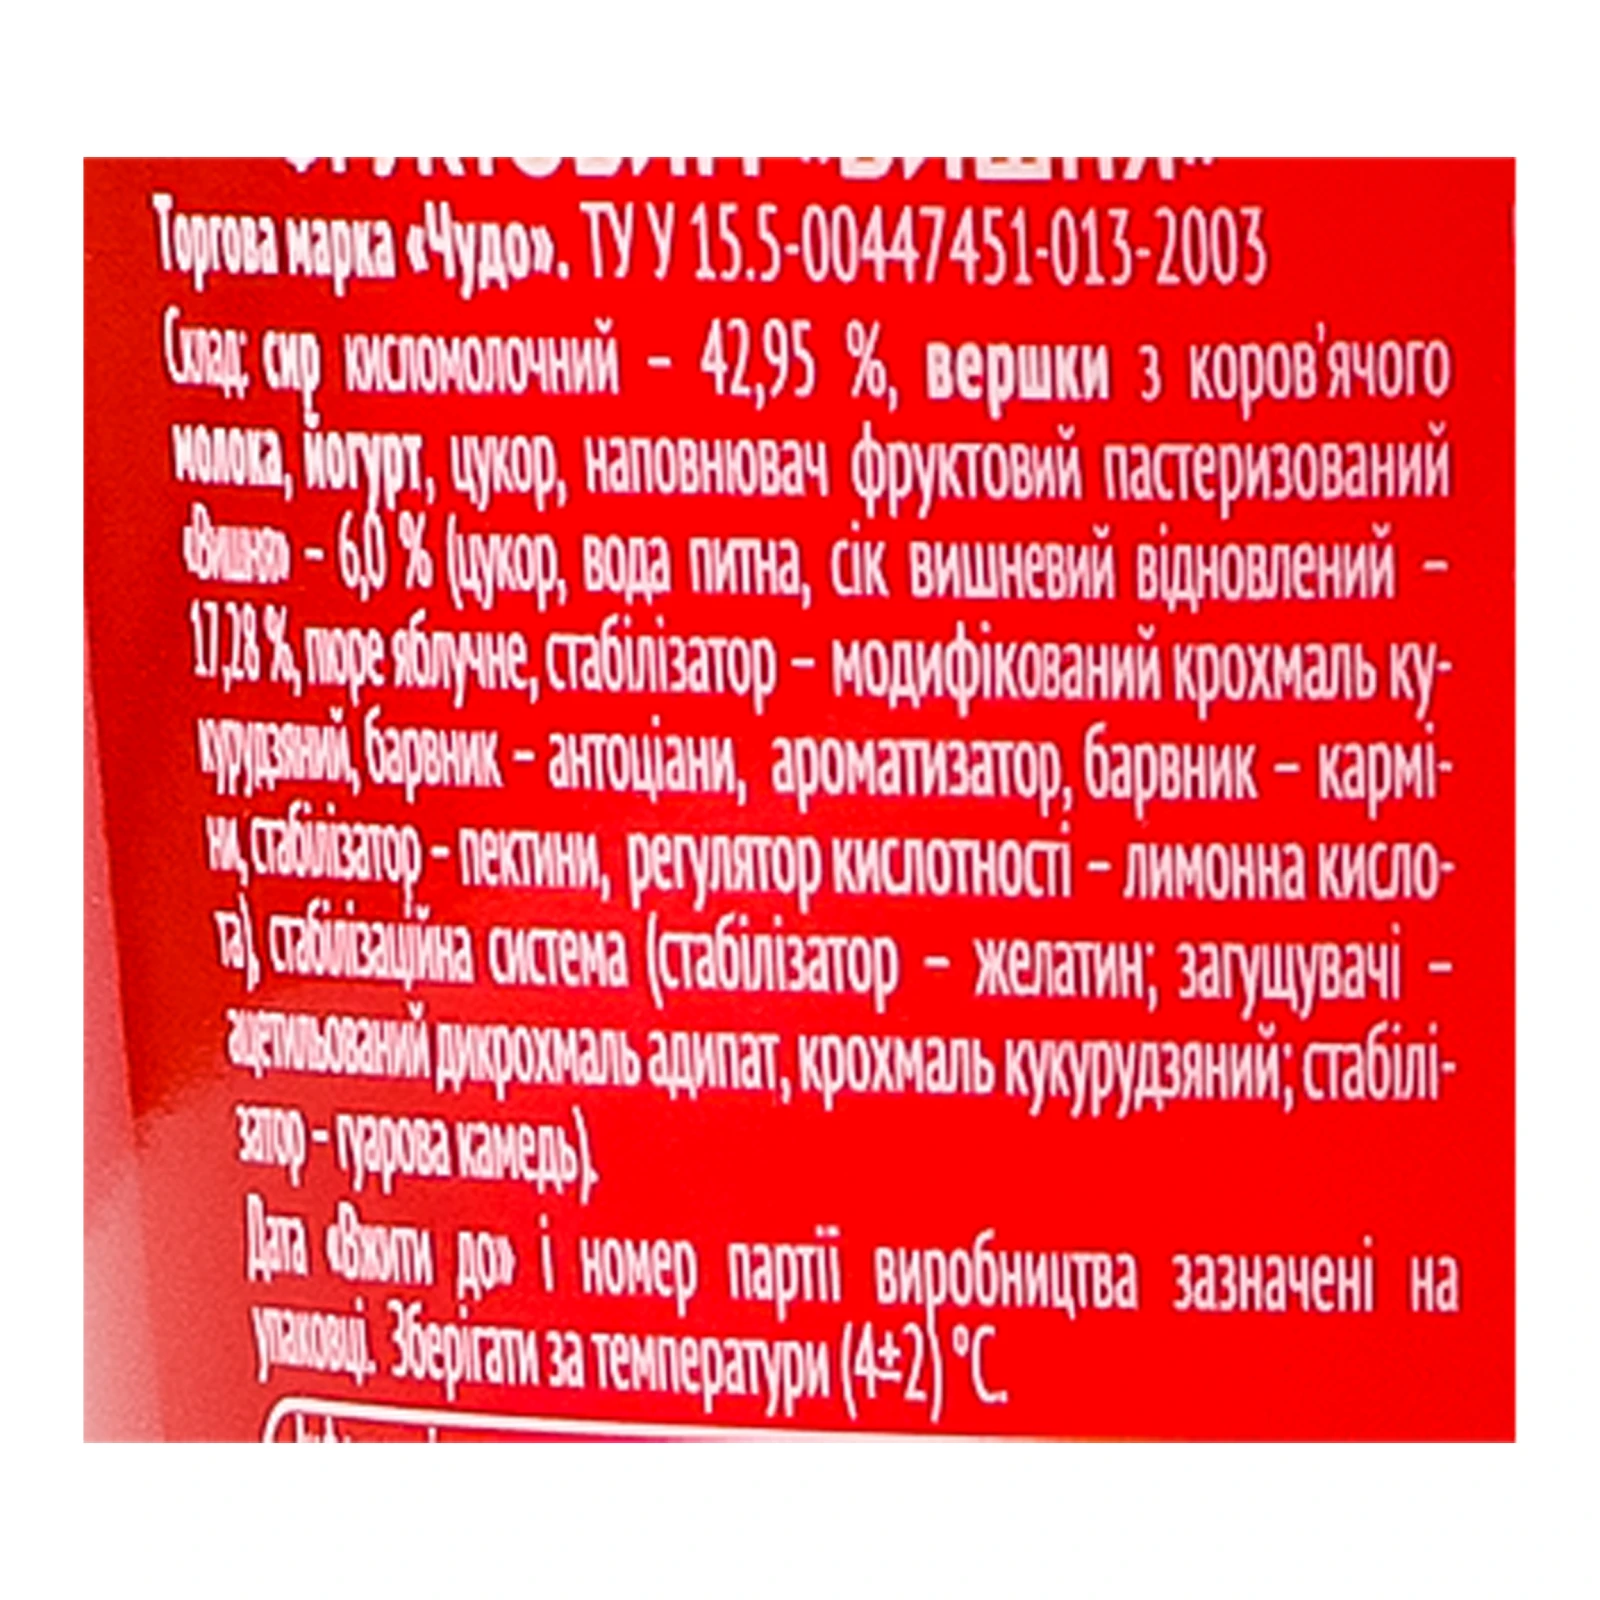 ФРУКТОВИЙ «ВИШНЯ»
Торгова марка «Чудо». ТУ У 15.5-00447451-013-2003
Склад: сир кисломолочний – 42,95 %, вершки з коров'ячого
молока, йогурт, цукор, наповнювач фруктовий пастеризований
«Вишня» – 6,0 % (цукор, вода питна, сік вишневий відновлений –
17,28 %, пюре яблучне, стабілізатор – модифікований крохмаль ку-
курудзяний, барвник – антоціани, ароматизатор, барвник – кармі-
ни, стабілізатор – пектини, регулятор кислотності – лимонна кисло-
та), стабілізаційна система (стабілізатор – желатин; загущувачі –
ацетильований дикрохмаль адипат, крохмаль кукурудзяний; стабілі-
затор – гуарова камедь).
Дата «Вжити до» і номер партії виробництва зазначені на
упаковці. Зберігати за температури (4±2) °С.